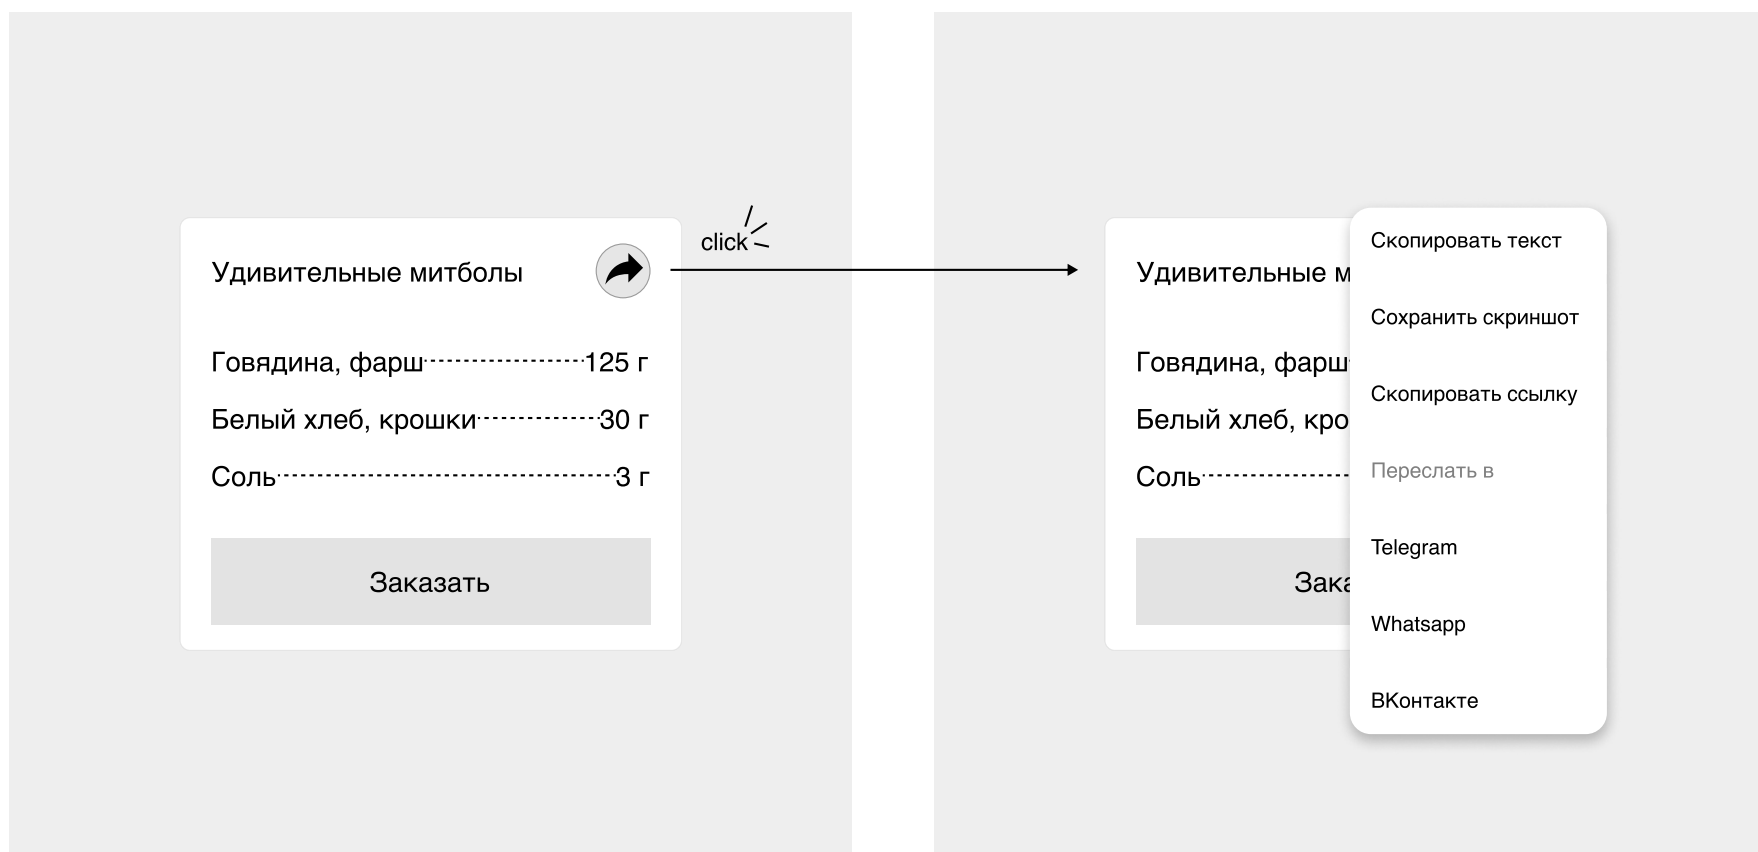 Удивительные митболы
Говядина, фарш 125 г
Белый хлеб, крошки 30 г
Соль 3 г
Заказать
click
Удивительные м
Говядина, фарш
Белый хлеб, кро
Соль
Зака
Скопировать текст
Сохранить скриншот
Скопировать ссылку
Переслать в
Telegram
Whatsapp
ВКонтакте